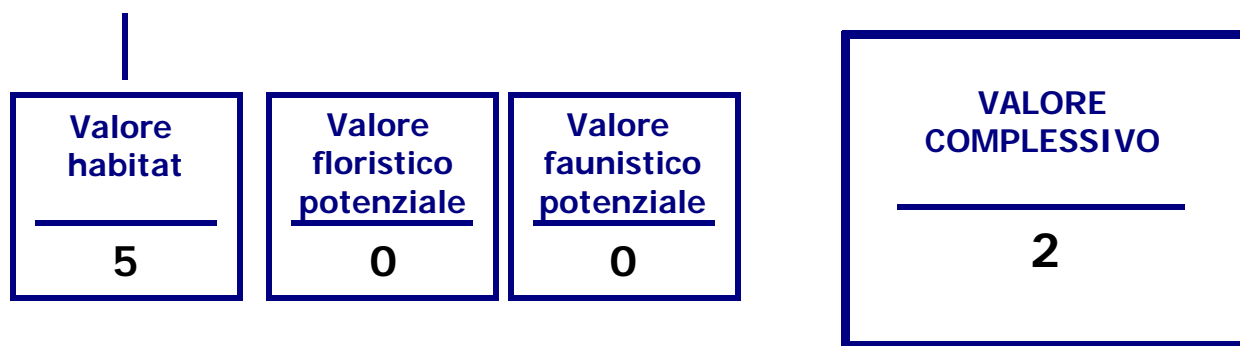 Valore
habitat
5
Valore
floristico
potenziale
0
Valore
faunistico
potenziale
0
VALORE
COMPLESSIVO
2